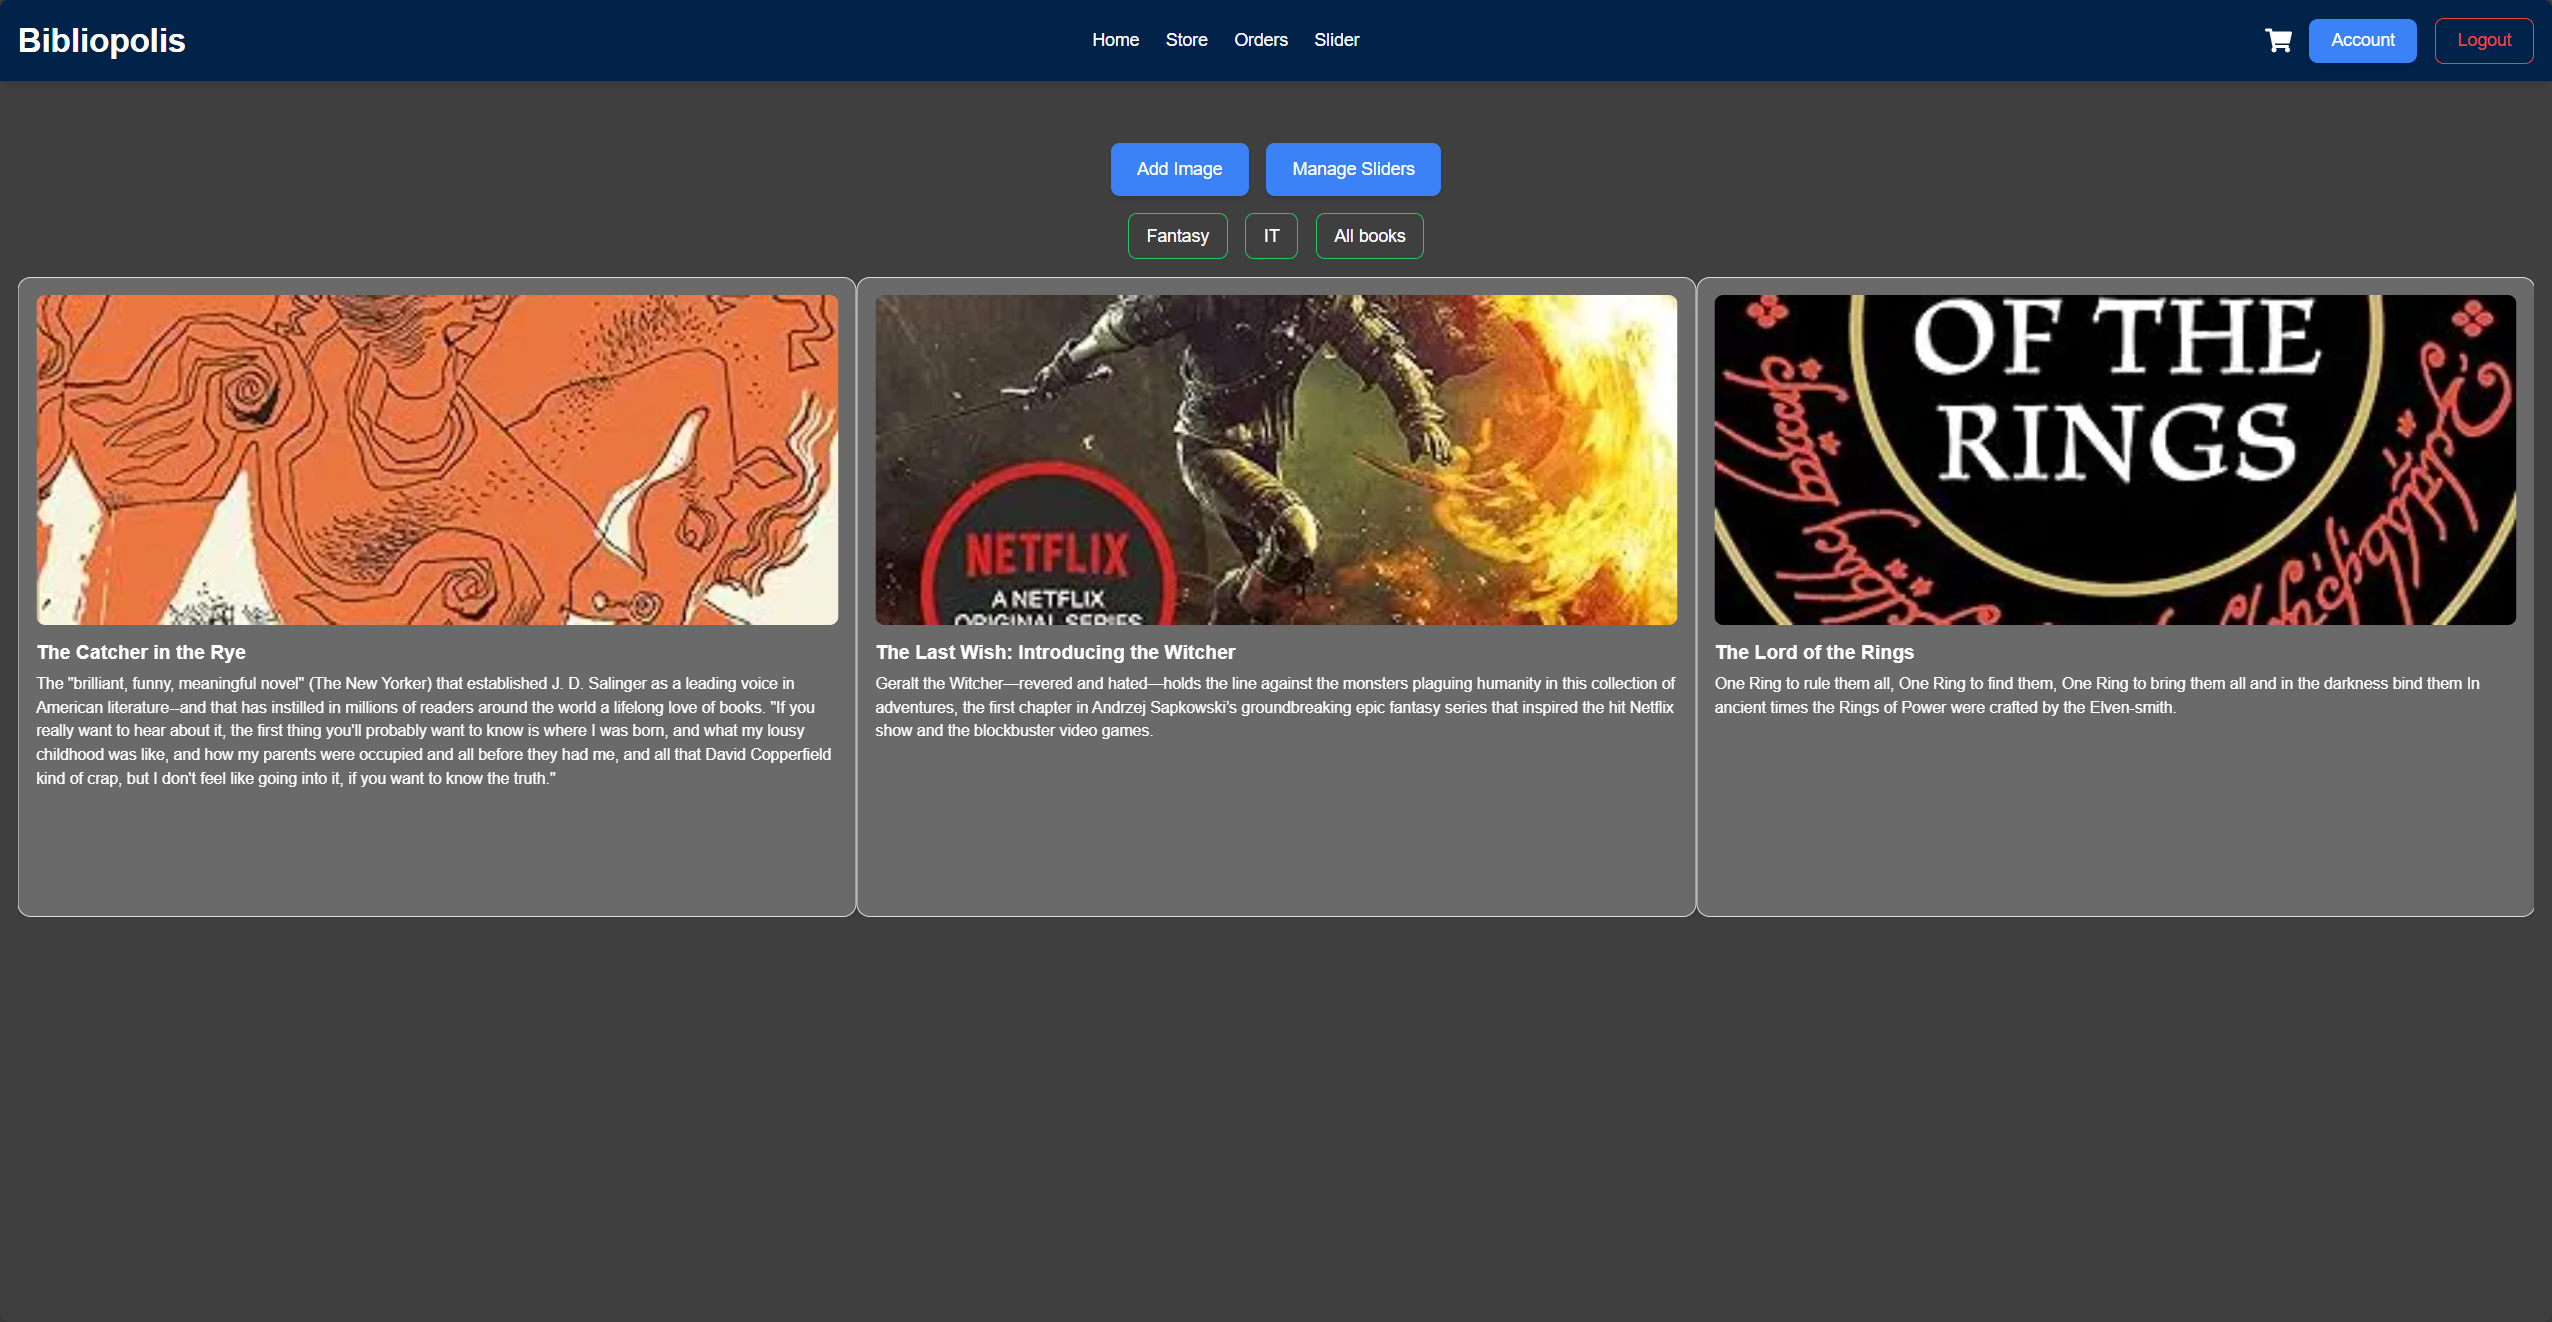 Bibliopolis
Home Store Orders Slider
Account Logout
Add Image Manage Sliders
Fantasy IT All books
NETFLIX
A NETFLIX
ORIGINAL SERIES
OF THE
RINGS
The Catcher in the Rye
The "brilliant, funny, meaningful novel" (The New Yorker) that established J. D. Salinger as a leading voice in
American literature--and that has instilled in millions of readers around the world a lifelong love of books. "If you
really want to hear about it, the first thing you'll probably want to know is where I was born, and what my lousy
childhood was like, and how my parents were occupied and all before they had me, and all that David Copperfield
kind of crap, but I don't feel like going into it, if you want to know the truth."
The Last Wish: Introducing the Witcher
Geralt the Witcher—revered and hated—holds the line against the monsters plaguing humanity in this collection of
adventures, the first chapter in Andrzej Sapkowski’s groundbreaking epic fantasy series that inspired the hit Netflix
show and the blockbuster video games.
The Lord of the Rings
One Ring to rule them all, One Ring to find them, One Ring to bring them all and in the darkness bind them In
ancient times the Rings of Power were crafted by the Elven-smith.